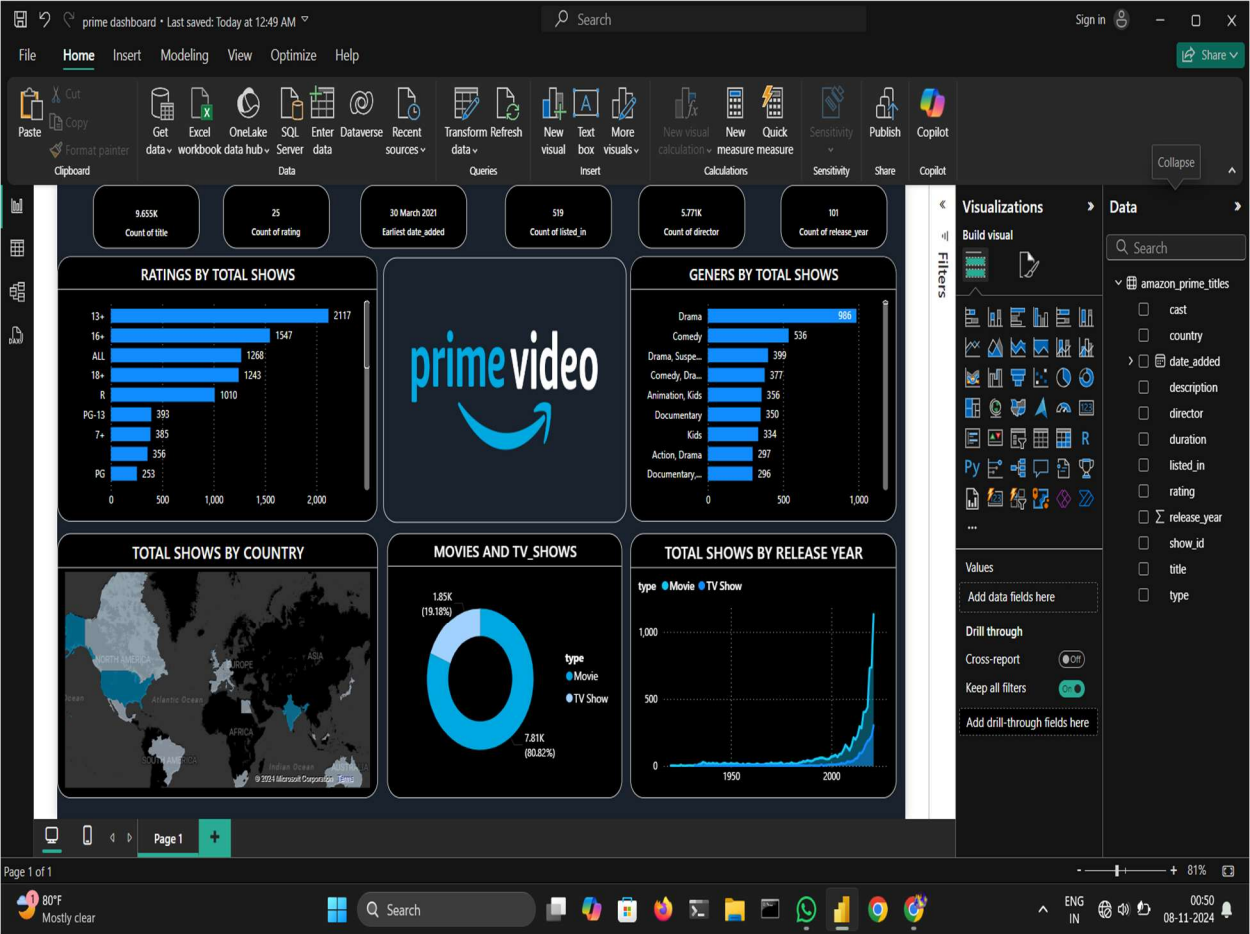 prime dashboard • Last saved: Today at 12:49 AM
Search
Sign in
File Home Insert Modeling View Optimize Help
Share
Paste
Cut
Copy
Format painter
Clipboard
Get data
Excel workbook
OneLake data hub
SQL Server
Enter data
Dataverse
Recent sources
Data
Transform data
Refresh
Queries
New visual
Text box
More visuals
Insert
New visual calculation
New measure
Quick measure
Calculations
Sensitivity
Sensitivity
Publish
Share
Copilot
Copilot
Collapse
9.655K
Count of title
25
Count of rating
30 March 2021
Earliest date_added
519
Count of listed_in
5.771K
Count of director
101
Count of release_year
RATINGS BY TOTAL SHOWS
13+ 2117
16+ 1547
ALL 1268
18+ 1243
R 1010
PG-13 393
7+ 385
356
PG 253
0 500 1,000 1,500 2,000
prime video
GENERS BY TOTAL SHOWS
Drama 986
Comedy 536
Drama, Suspe... 399
Comedy, Dra... 377
Animation, Kids 356
Documentary 350
Kids 334
Action, Drama 297
Documentary,... 296
0 500 1,000
TOTAL SHOWS BY COUNTRY
NORTH AMERICA
EUROPE
ASIA
Ocean
Atlantic Ocean
AFRICA
SOUTH AMERICA
Indian Ocean
© 2024 Microsoft Corporation Terms
MOVIES AND TV_SHOWS
1.85K
(19.18%)
type
Movie
TV Show
7.81K
(80.82%)
TOTAL SHOWS BY RELEASE YEAR
type Movie TV Show
1,000
500
0
1950 2000
Filters
Visualizations
Build visual
123
R
Py
...
Values
Add data fields here
Drill through
Cross-report Off
Keep all filters On
Add drill-through fields here
Data
Search
amazon_prime_titles
cast
country
date_added
description
director
duration
listed_in
rating
release_year
show_id
title
type
Page 1
Page 1 of 1
- + 81%
1
80°F
Mostly clear
Search
ENG
IN
00:50
08-11-2024